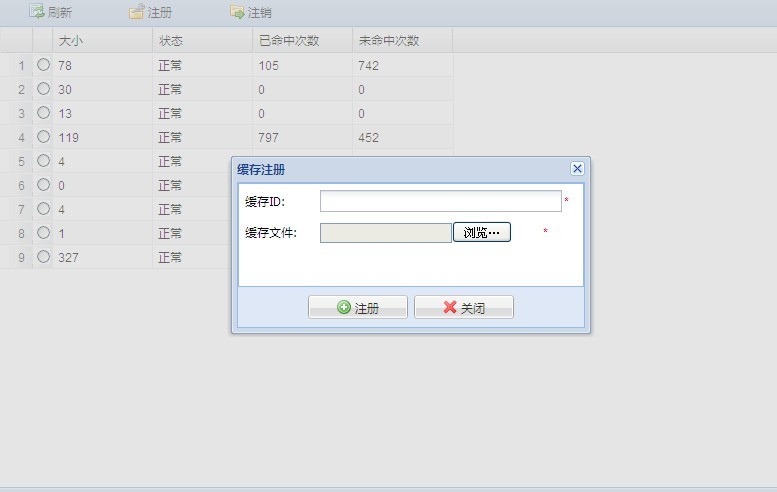 刷新 注册 注销
大小 状态 已命中次数 未命中次数
1 78 正常 105 742
2 30 正常 0 0
3 13 正常 0 0
4 119 正常 797 452
5 4 正常
6 0 正常
7 4 正常
8 1 正常
9 327 正常
缓存注册
缓存ID: *
缓存文件: 浏览… *
注册 关闭